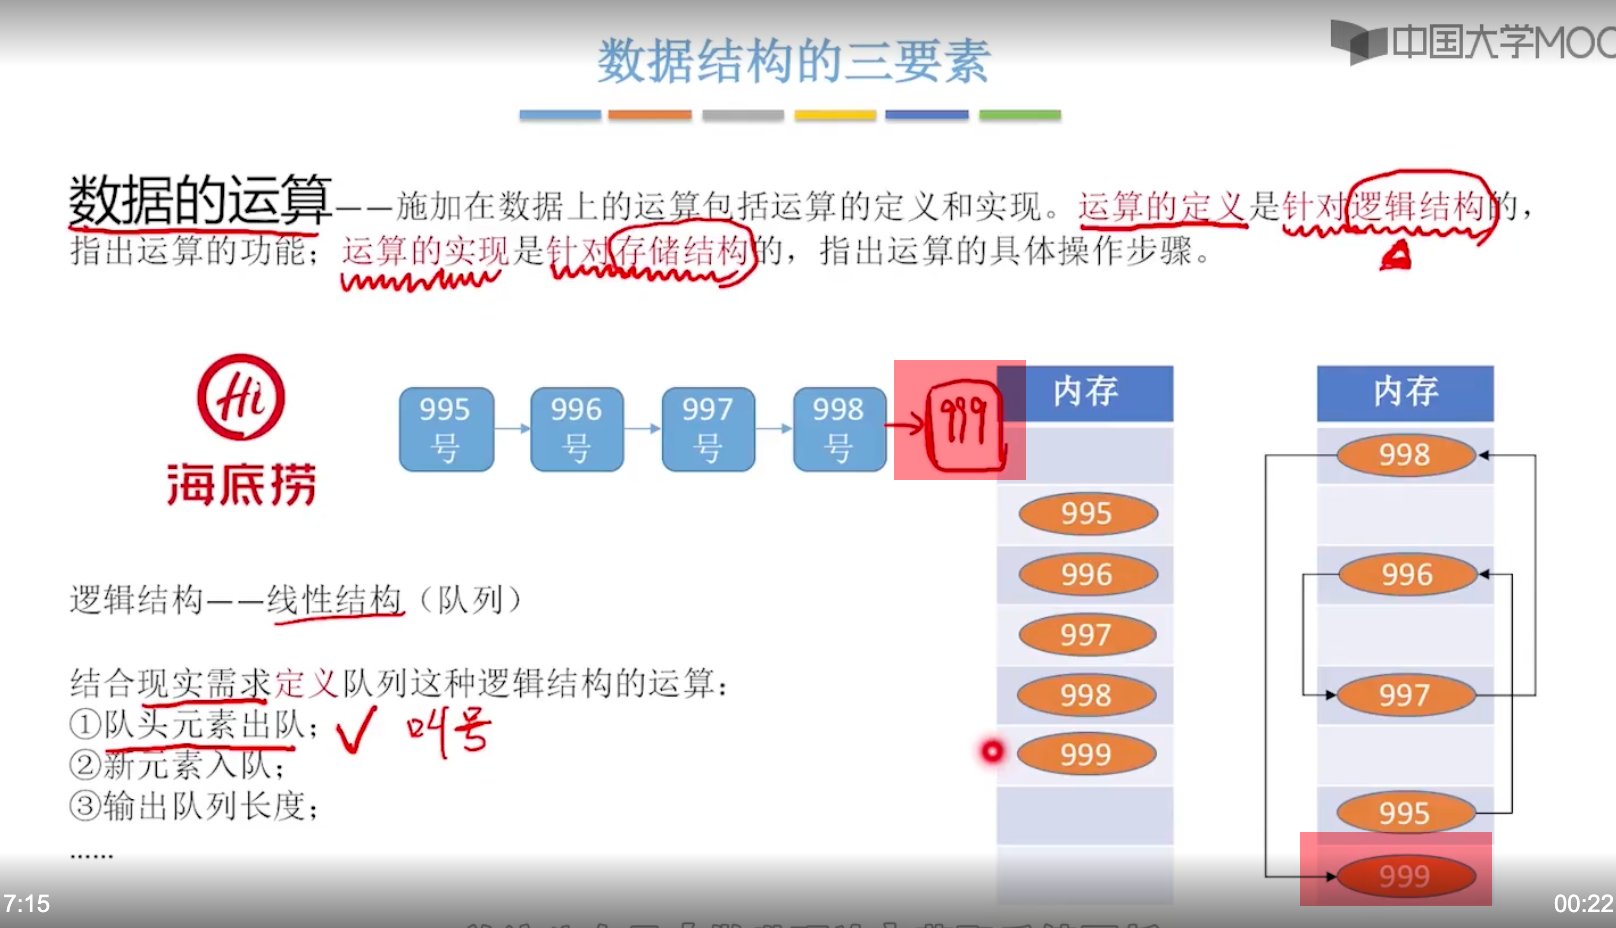 中国大学MOO
数据结构的三要素
数据的运算——施加在数据上的运算包括运算的定义和实现。运算的定义是针对逻辑结构的，
指出运算的功能；运算的实现是针对存储结构的，指出运算的具体操作步骤。
Hi
海底捞
995号
996号
997号
998号
999
内存
995
996
997
998
999
内存
998
996
997
995
999
逻辑结构——线性结构（队列）
结合现实需求定义队列这种逻辑结构的运算：
①队头元素出队； 叫号
②新元素入队；
③输出队列长度；
……
7:15
00:22